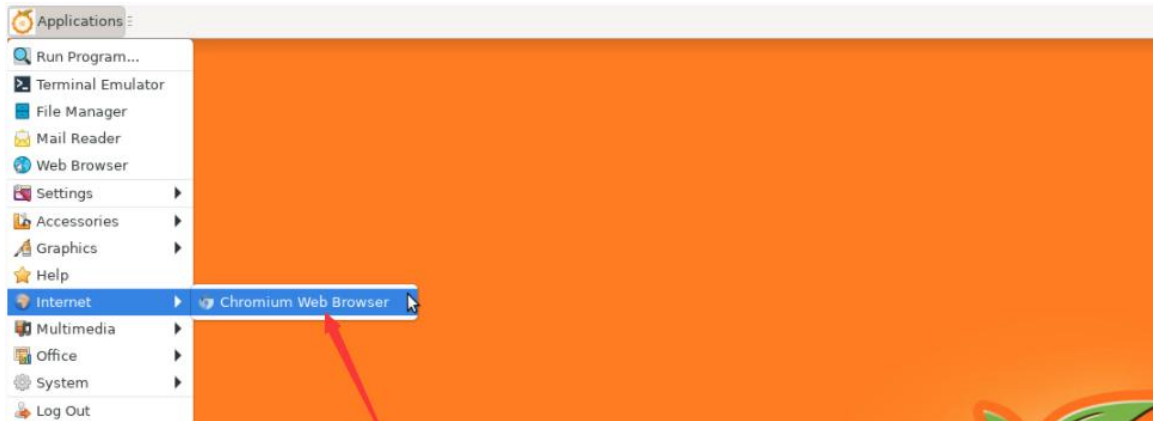 Applications
Run Program...
Terminal Emulator
File Manager
Mail Reader
Web Browser
Settings
Accessories
Graphics
Help
Internet
Chromium Web Browser
Multimedia
Office
System
Log Out